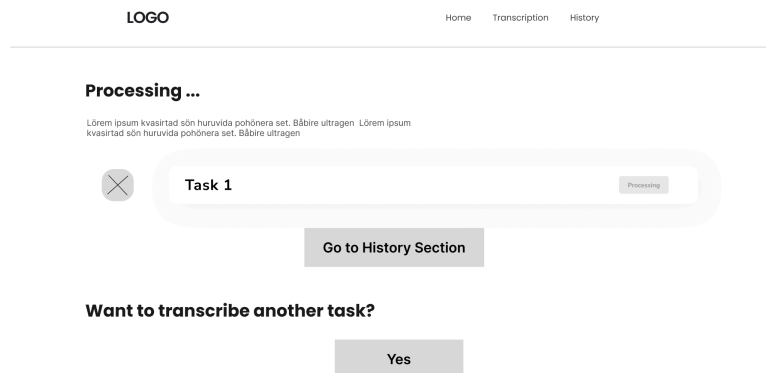 LOGO
Home Transcription History
Processing ...
Lörem ipsum kvasirtad sön huruvida pohönera set. Båbire ultragen Lörem ipsum
kvasirtad sön huruvida pohönera set. Båbire ultragen
Task 1
Processing
Go to History Section
Want to transcribe another task?
Yes